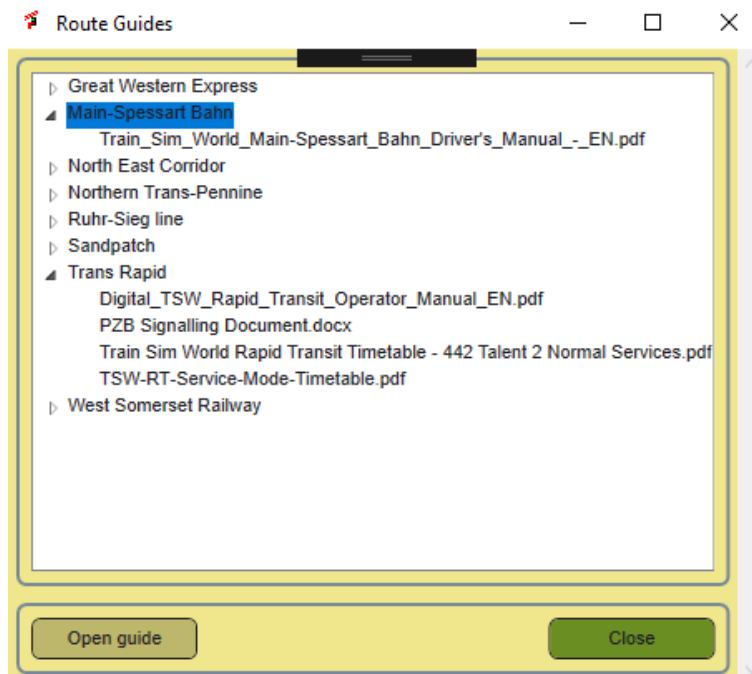 Route Guides
Great Western Express
Main-Spessart Bahn
Train_Sim_World_Main-Spessart_Bahn_Driver's_Manual_-_EN.pdf
North East Corridor
Northern Trans-Pennine
Ruhr-Sieg line
Sandpatch
Trans Rapid
Digital_TSW_Rapid_Transit_Operator_Manual_EN.pdf
PZB Signalling Document.docx
Train Sim World Rapid Transit Timetable - 442 Talent 2 Normal Services.pdf
TSW-RT-Service-Mode-Timetable.pdf
West Somerset Railway
Open guide
Close